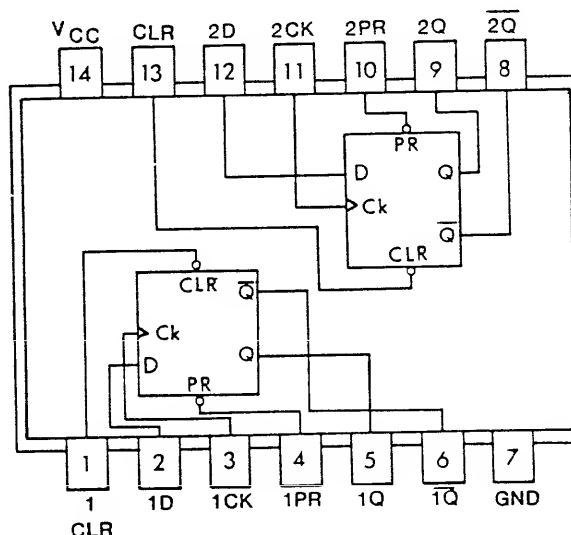 VCC CLR 2D 2CK 2PR 2Q 2Q
14 13 12 11 10 9 8
PR
D Q
Ck
Q
CLR
CLR Q
Ck
D Q
PR
1 2 3 4 5 6 7
1 1D 1CK 1PR 1Q 1Q GND
CLR